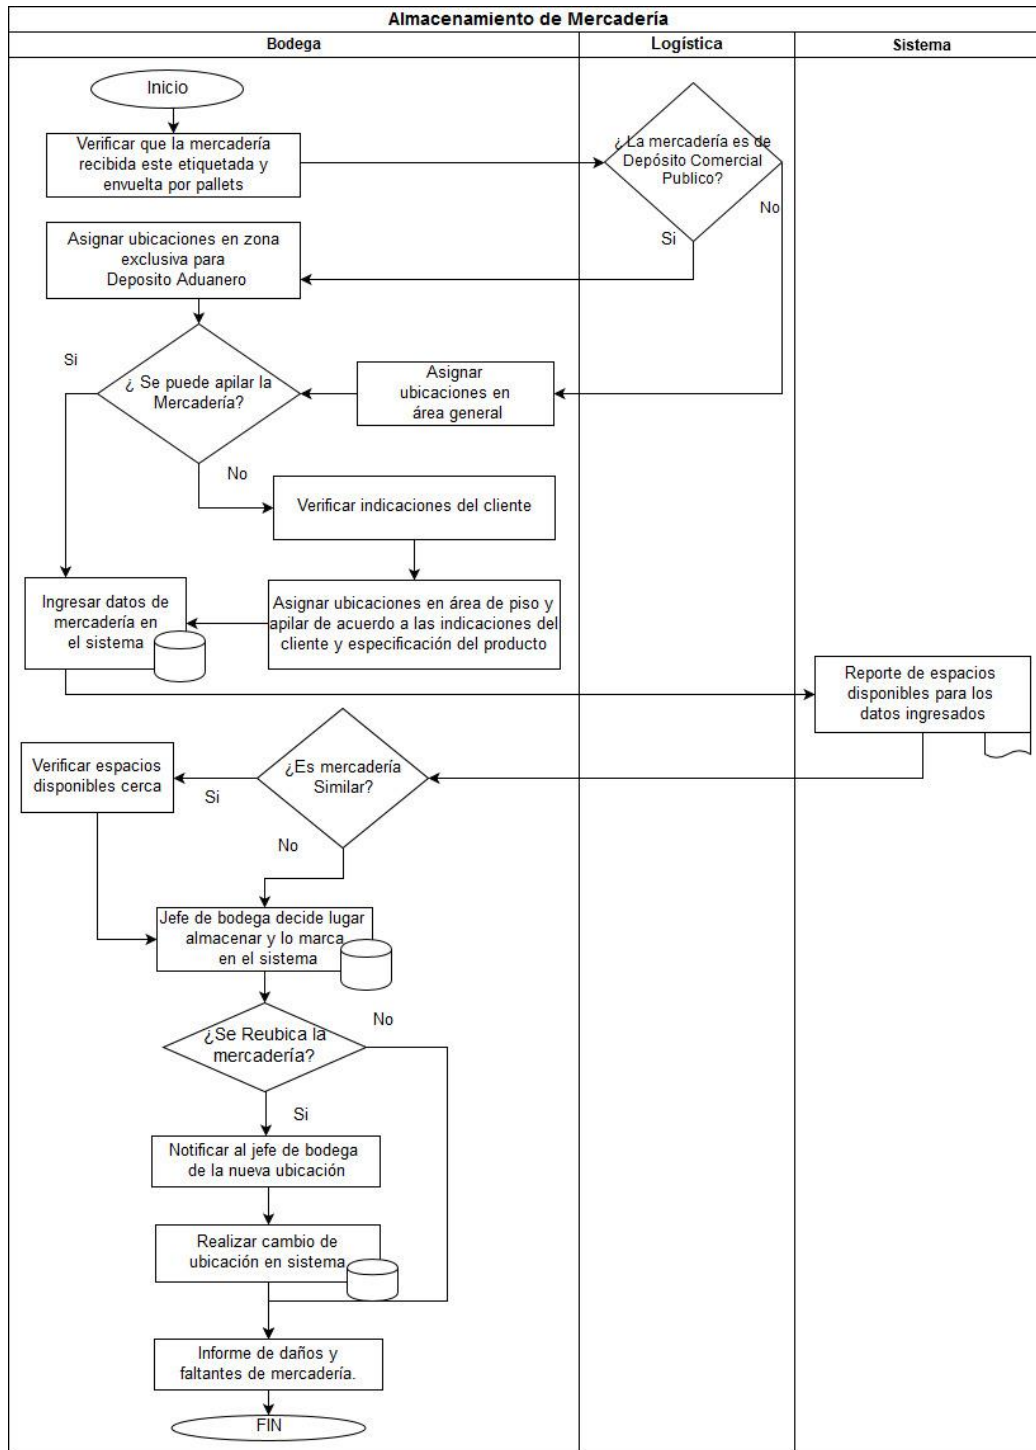 Almacenamiento de Mercadería
Bodega
Logística
Sistema
Inicio
Verificar que la mercadería
recibida este etiquetada y
envuelta por pallets
¿ La mercadería es de
Depósito Comercial
Publico?
No
Si
Asignar ubicaciones en zona
exclusiva para
Deposito Aduanero
Si
¿ Se puede apilar la
Mercadería?
Asignar
ubicaciones en
área general
No
Verificar indicaciones del cliente
Ingresar datos de
mercadería en
el sistema
Asignar ubicaciones en área de piso y
apilar de acuerdo a las indicaciones del
cliente y especificación del producto
Reporte de espacios
disponibles para los
datos ingresados
Verificar espacios
disponibles cerca
Si
¿Es mercadería
Similar?
No
Jefe de bodega decide lugar
almacenar y lo marca
en el sistema
No
¿Se Reubica la
mercadería?
Si
Notificar al jefe de bodega
de la nueva ubicación
Realizar cambio de
ubicación en sistema
Informe de daños y
faltantes de mercadería.
FIN